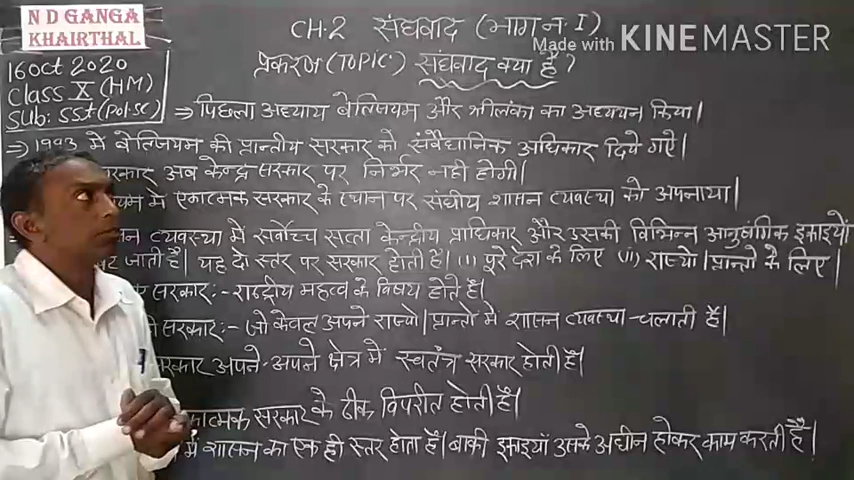 N D GANGA
KHAIRTHAL
CH.2 संघवाद (भाग न. I)
Made with KINEMASTER
प्रकरण (TOPIC) संघवाद क्या है?
16 Oct 2020
Class X (HM)
Sub: SSt (Pol.Sc)
⇒ पिछला अध्याय बेल्जियम और श्रीलंका का अध्ययन किया।
⇒ 1993 में बेल्जियम की प्रान्तीय सरकार को संवैधानिक अधिकार दिये गऐ।
सरकार अब केन्द्र सरकार पर निर्भर नही होगी।
में एकात्मक सरकार के स्थान पर संघीय शासन व्यवस्था को अपनाया।
व्यवस्था में सर्वोच्च सत्ता केन्द्रीय प्राधिकार और उसकी विभिन्न आनुषंगिक इकाइयों
जाती है। यह दो स्तर पर सरकार होती है। (i) पूरे देश के लिए (ii) राज्यो।प्रान्तो के लिए।
सरकार:- राष्ट्रीय महत्व के विषय होते है।
सरकार:- जो केवल अपने राज्यो।प्रान्तो में शासन व्यवस्था चलाती है।
सरकार अपने-अपने क्षेत्र में स्वतंत्र सरकार होती है।
सरकार के ठीक विपरीत होती है।
में शासन का एक ही स्तर होता है। बाकी इकाइयां उसके अधीन होकर काम करती है।